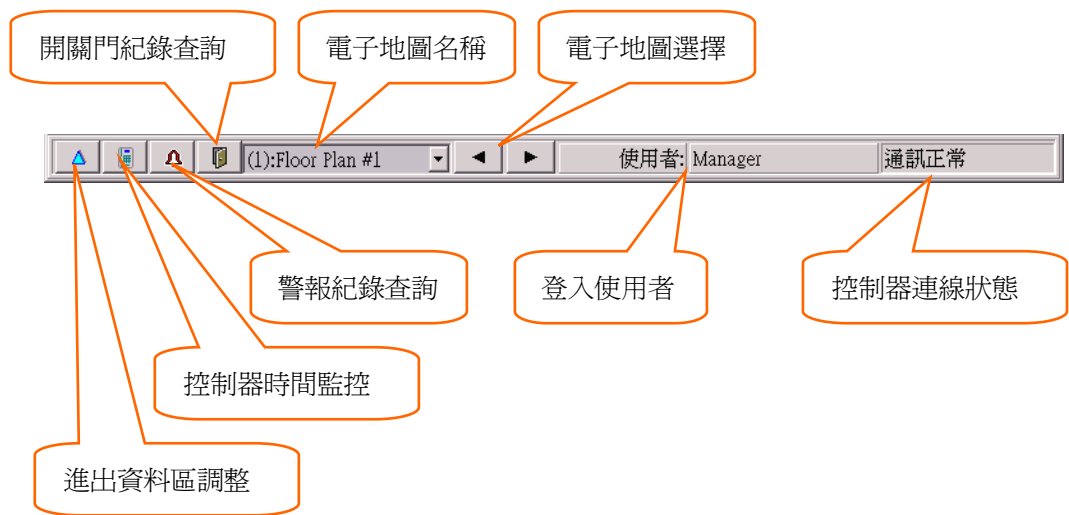 開關門紀錄查詢
電子地圖名稱
電子地圖選擇
(1):Floor Plan #1
使用者: Manager
通訊正常
警報紀錄查詢
登入使用者
控制器連線狀態
控制器時間監控
進出資料區調整